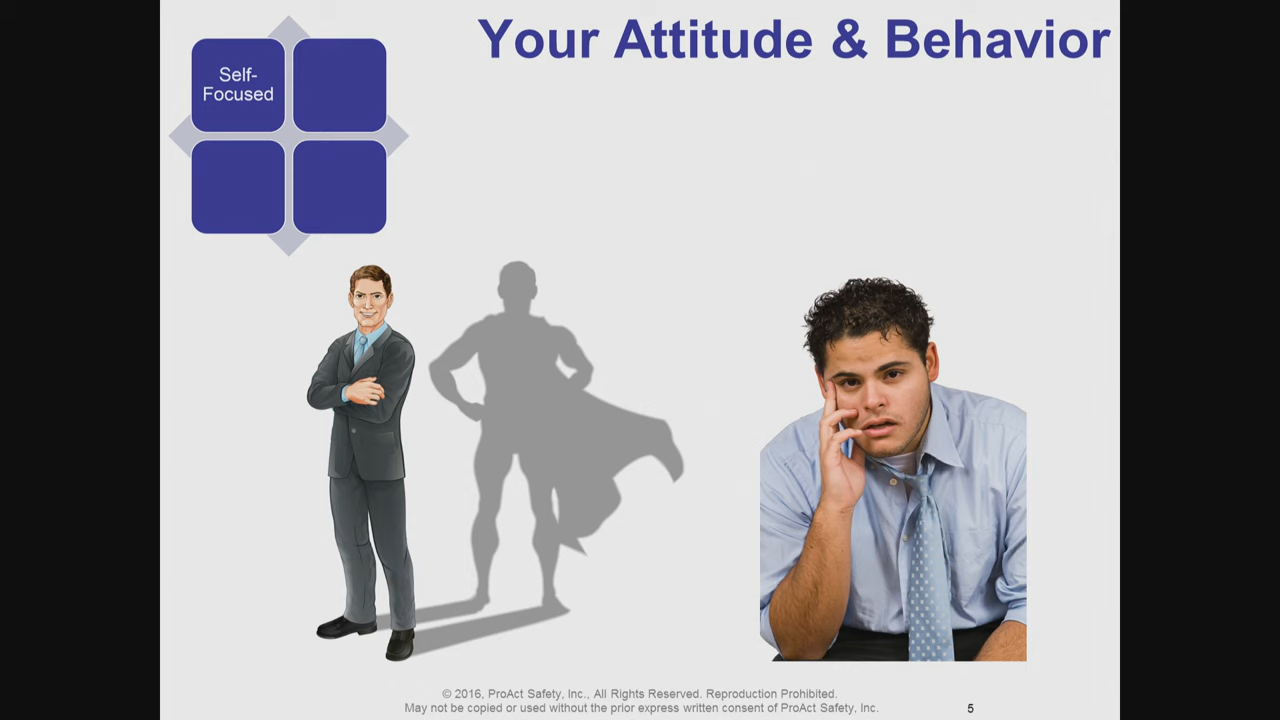 Your Attitude & Behavior
Self-
Focused
© 2016, ProAct Safety, Inc., All Rights Reserved. Reproduction Prohibited.
May not be copied or used without the prior express written consent of ProAct Safety, Inc.
5